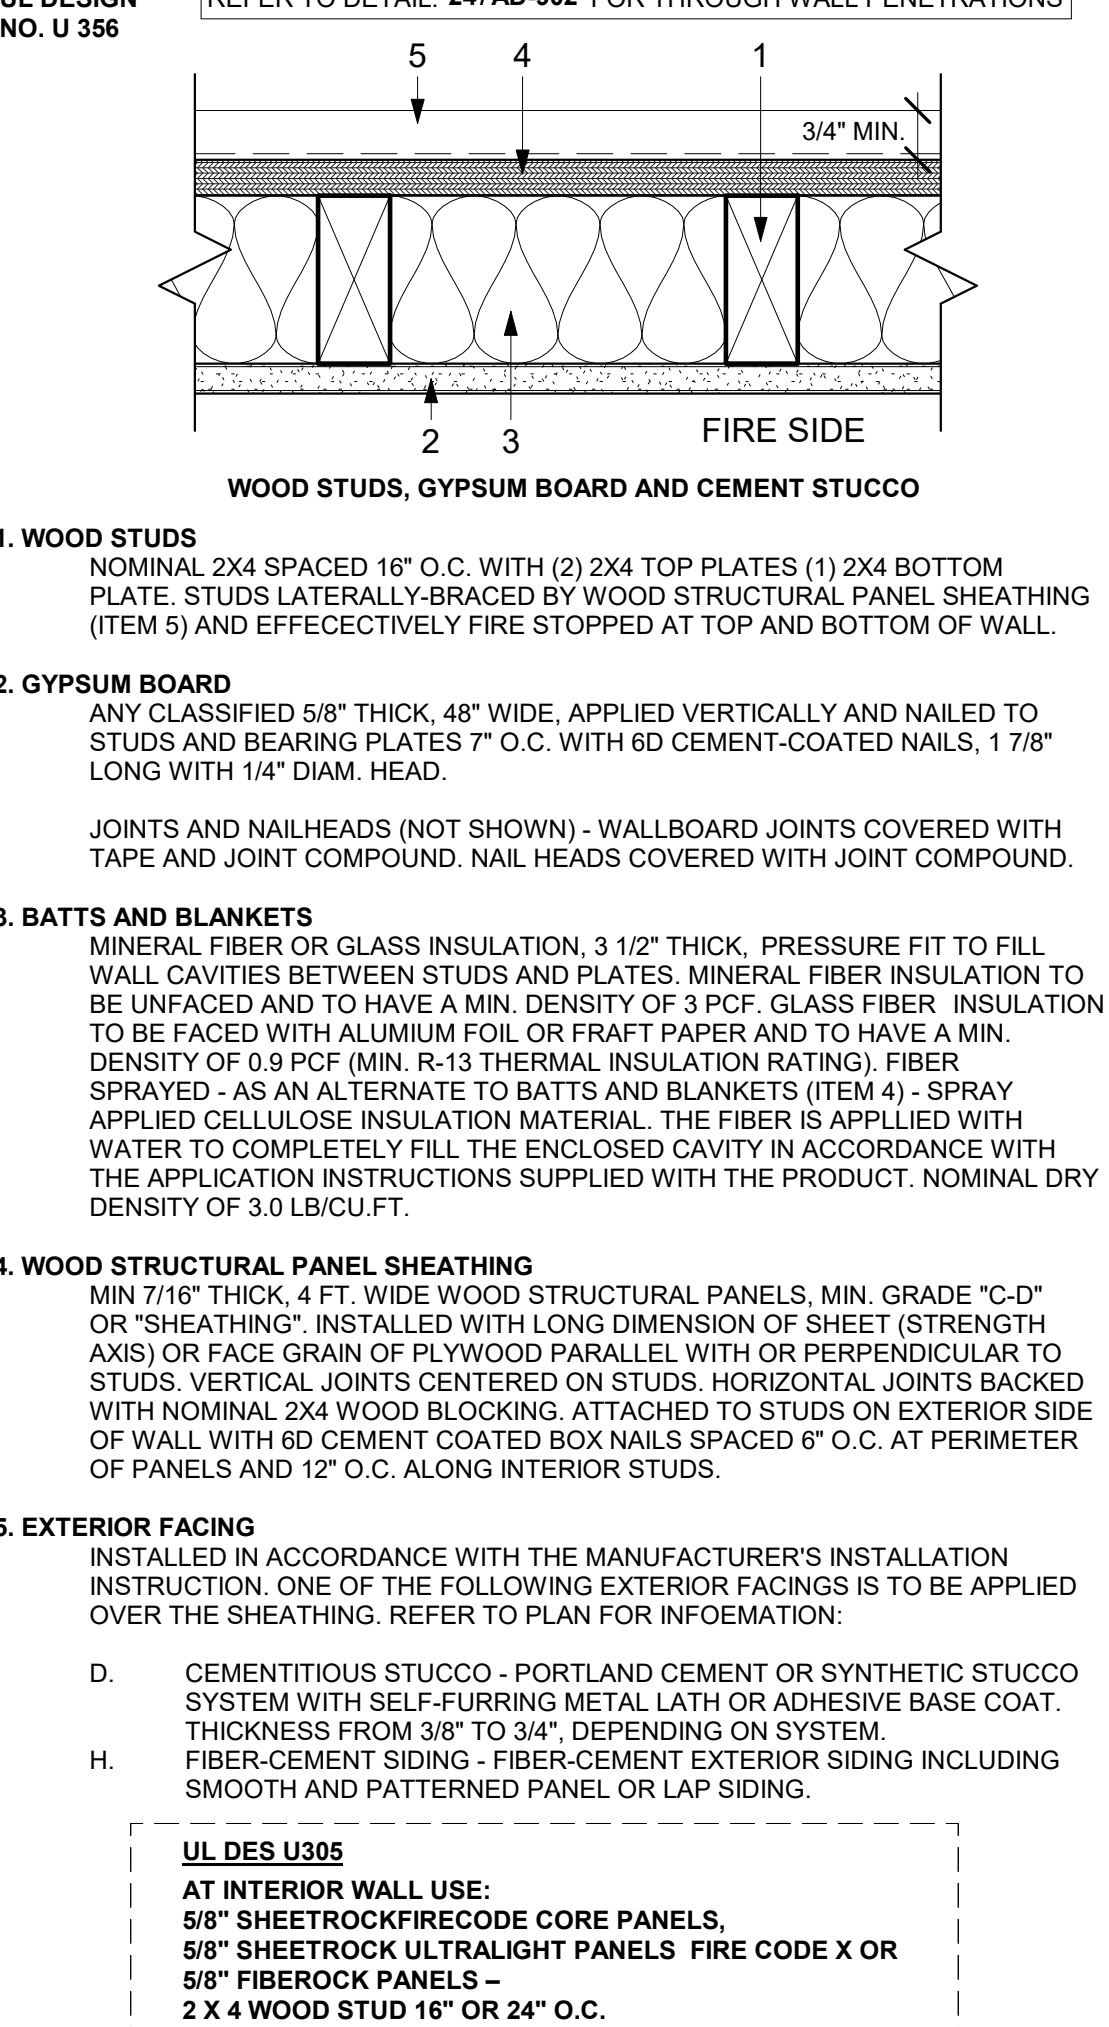 UL DESIGN
NO. U 356
REFER TO DETAIL: 247AB-902 FOR THROUGH WALL PENETRATIONS
5
4
1
3/4" MIN.
2
3
FIRE SIDE
WOOD STUDS, GYPSUM BOARD AND CEMENT STUCCO
1. WOOD STUDS
NOMINAL 2X4 SPACED 16" O.C. WITH (2) 2X4 TOP PLATES (1) 2X4 BOTTOM
PLATE. STUDS LATERALLY-BRACED BY WOOD STRUCTURAL PANEL SHEATHING
(ITEM 5) AND EFFECECTIVELY FIRE STOPPED AT TOP AND BOTTOM OF WALL.
2. GYPSUM BOARD
ANY CLASSIFIED 5/8" THICK, 48" WIDE, APPLIED VERTICALLY AND NAILED TO
STUDS AND BEARING PLATES 7" O.C. WITH 6D CEMENT-COATED NAILS, 1 7/8"
LONG WITH 1/4" DIAM. HEAD.
JOINTS AND NAILHEADS (NOT SHOWN) - WALLBOARD JOINTS COVERED WITH
TAPE AND JOINT COMPOUND. NAIL HEADS COVERED WITH JOINT COMPOUND.
3. BATTS AND BLANKETS
MINERAL FIBER OR GLASS INSULATION, 3 1/2" THICK, PRESSURE FIT TO FILL
WALL CAVITIES BETWEEN STUDS AND PLATES. MINERAL FIBER INSULATION TO
BE UNFACED AND TO HAVE A MIN. DENSITY OF 3 PCF. GLASS FIBER INSULATION
TO BE FACED WITH ALUMIUM FOIL OR FRAFT PAPER AND TO HAVE A MIN.
DENSITY OF 0.9 PCF (MIN. R-13 THERMAL INSULATION RATING). FIBER
SPRAYED - AS AN ALTERNATE TO BATTS AND BLANKETS (ITEM 4) - SPRAY
APPLIED CELLULOSE INSULATION MATERIAL. THE FIBER IS APPLLIED WITH
WATER TO COMPLETELY FILL THE ENCLOSED CAVITY IN ACCORDANCE WITH
THE APPLICATION INSTRUCTIONS SUPPLIED WITH THE PRODUCT. NOMINAL DRY
DENSITY OF 3.0 LB/CU.FT.
4. WOOD STRUCTURAL PANEL SHEATHING
MIN 7/16" THICK, 4 FT. WIDE WOOD STRUCTURAL PANELS, MIN. GRADE "C-D"
OR "SHEATHING". INSTALLED WITH LONG DIMENSION OF SHEET (STRENGTH
AXIS) OR FACE GRAIN OF PLYWOOD PARALLEL WITH OR PERPENDICULAR TO
STUDS. VERTICAL JOINTS CENTERED ON STUDS. HORIZONTAL JOINTS BACKED
WITH NOMINAL 2X4 WOOD BLOCKING. ATTACHED TO STUDS ON EXTERIOR SIDE
OF WALL WITH 6D CEMENT COATED BOX NAILS SPACED 6" O.C. AT PERIMETER
OF PANELS AND 12" O.C. ALONG INTERIOR STUDS.
5. EXTERIOR FACING
INSTALLED IN ACCORDANCE WITH THE MANUFACTURER'S INSTALLATION
INSTRUCTION. ONE OF THE FOLLOWING EXTERIOR FACINGS IS TO BE APPLIED
OVER THE SHEATHING. REFER TO PLAN FOR INFOEMATION:
D. CEMENTITIOUS STUCCO - PORTLAND CEMENT OR SYNTHETIC STUCCO
SYSTEM WITH SELF-FURRING METAL LATH OR ADHESIVE BASE COAT.
THICKNESS FROM 3/8" TO 3/4", DEPENDING ON SYSTEM.
H. FIBER-CEMENT SIDING - FIBER-CEMENT EXTERIOR SIDING INCLUDING
SMOOTH AND PATTERNED PANEL OR LAP SIDING.
UL DES U305
AT INTERIOR WALL USE:
5/8" SHEETROCKFIRECODE CORE PANELS,
5/8" SHEETROCK ULTRALIGHT PANELS FIRE CODE X OR
5/8" FIBEROCK PANELS –
2 X 4 WOOD STUD 16" OR 24" O.C.